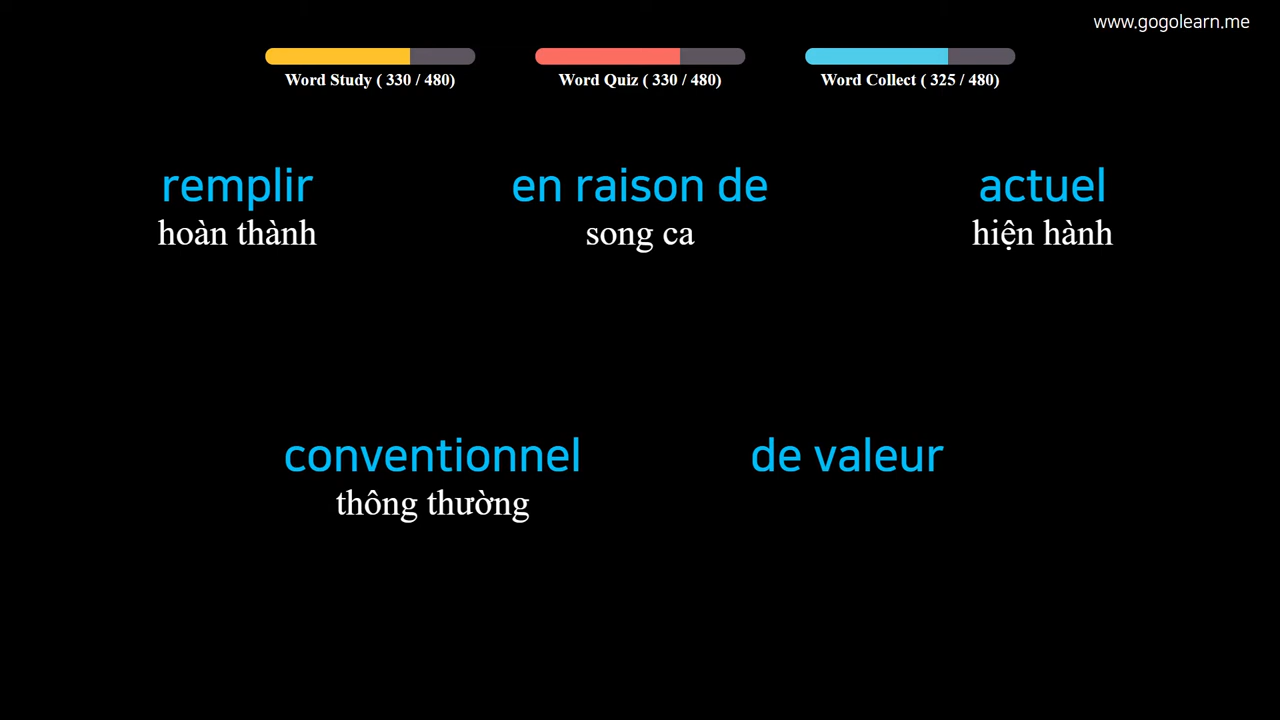 www.gogolearn.me
Word Study ( 330 / 480)
Word Quiz ( 330 / 480)
Word Collect ( 325 / 480)
remplir
hoàn thành
en raison de
song ca
actuel
hiện hành
conventionnel
thông thường
de valeur